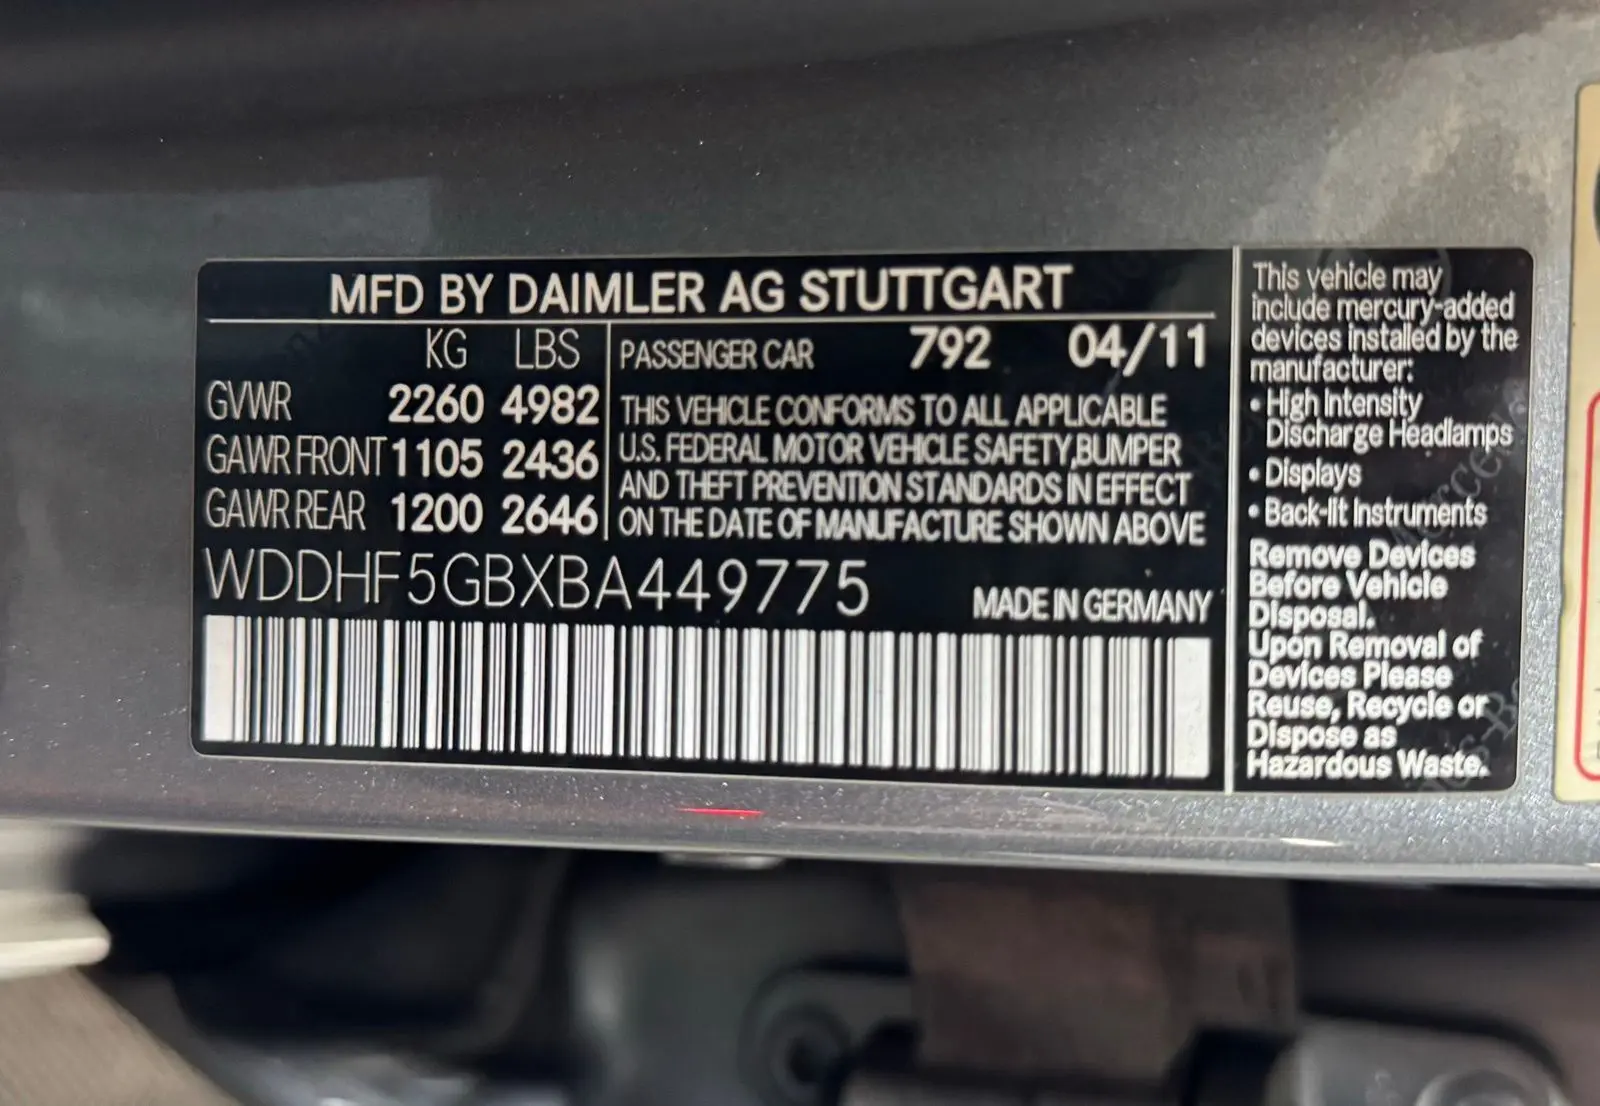 MFD BY DAIMLER AG STUTTGART
KG LBS
GVWR 2260 4982
GAWR FRONT 1105 2436
GAWR REAR 1200 2646
PASSENGER CAR 792 04/11
THIS VEHICLE CONFORMS TO ALL APPLICABLE
U.S. FEDERAL MOTOR VEHICLE SAFETY,BUMPER
AND THEFT PREVENTION STANDARDS IN EFFECT
ON THE DATE OF MANUFACTURE SHOWN ABOVE
WDDHF5GBXBA449775
MADE IN GERMANY
This vehicle may
include mercury-added
devices installed by the
manufacturer:
• High Intensity
Discharge Headlamps
• Displays
• Back-lit Instruments
Remove Devices
Before Vehicle
Disposal.
Upon Removal of
Devices Please
Reuse, Recycle or
Dispose as
Hazardous Waste.